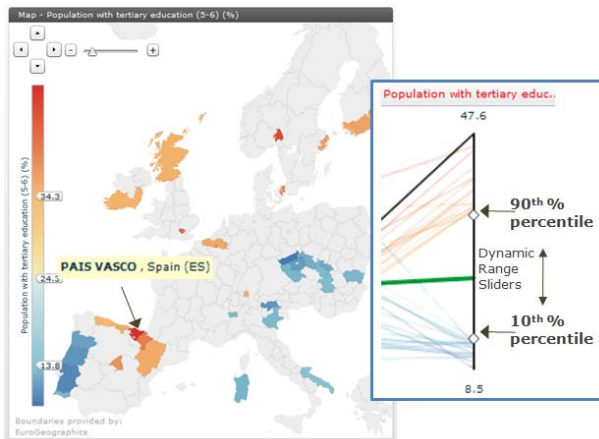 Map - Population with tertiary education (5-6) (%)
Population with tertiary education (5-6) (%)
34.3
24.5
13.8
PAIS VASCO , Spain (ES)
Boundaries provided by:
EuroGeographics
Population with tertiary educ..
47.6
90th %
percentile
Dynamic
Range
Sliders
10th %
percentile
8.5